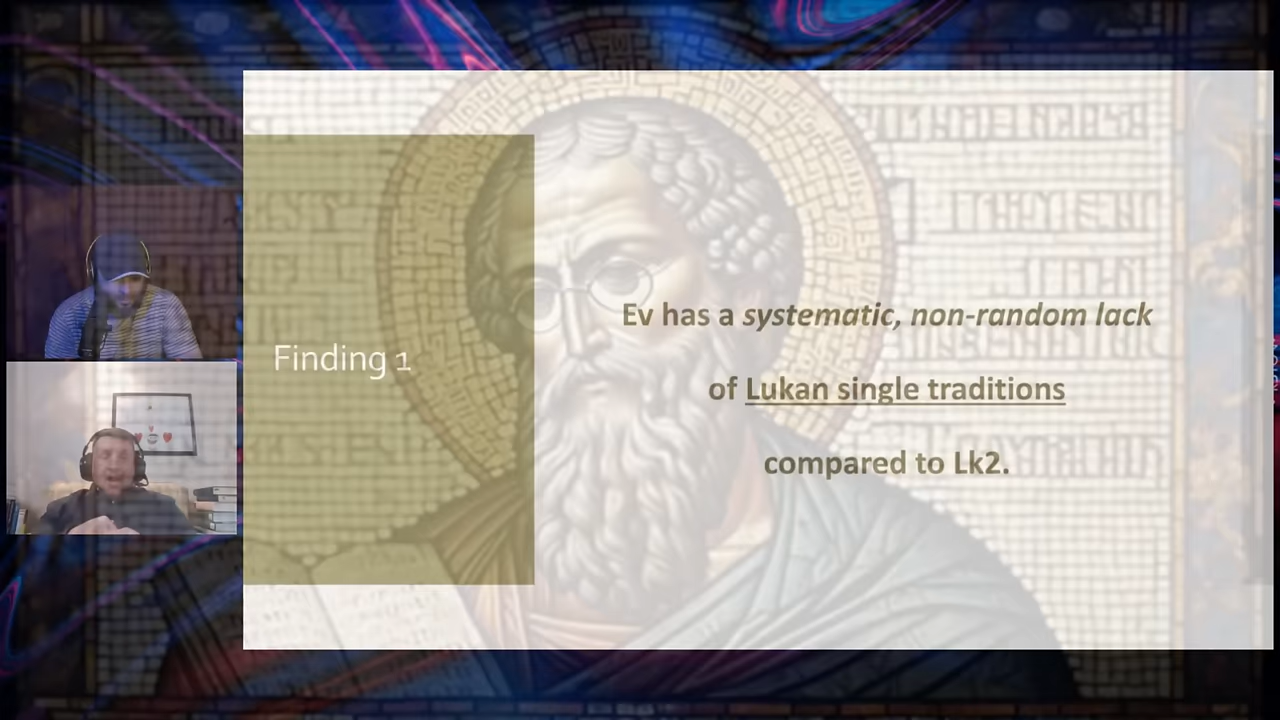 Finding 1
Ev has a systematic, non-random lack
of Lukan single traditions
compared to Lk2.